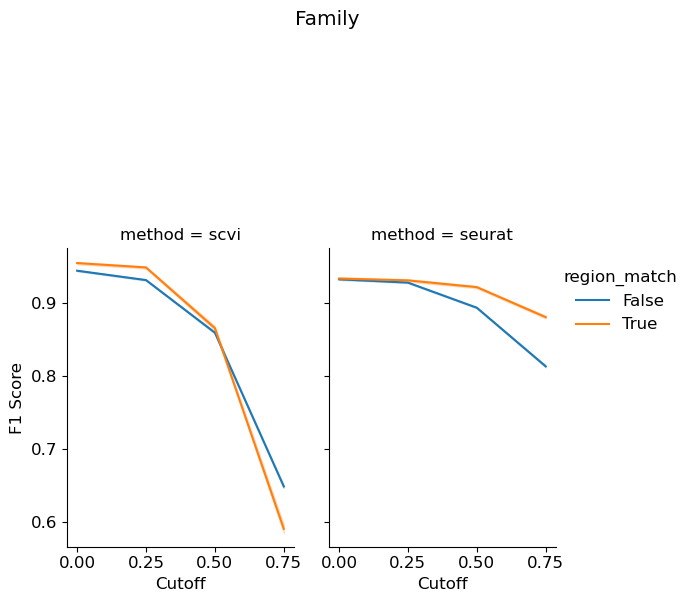 Family
method = scvi
method = seurat
F1 Score
0.9
0.8
0.7
0.6
0.00 0.25 0.50 0.75
Cutoff
0.00 0.25 0.50 0.75
Cutoff
region_match
False
True